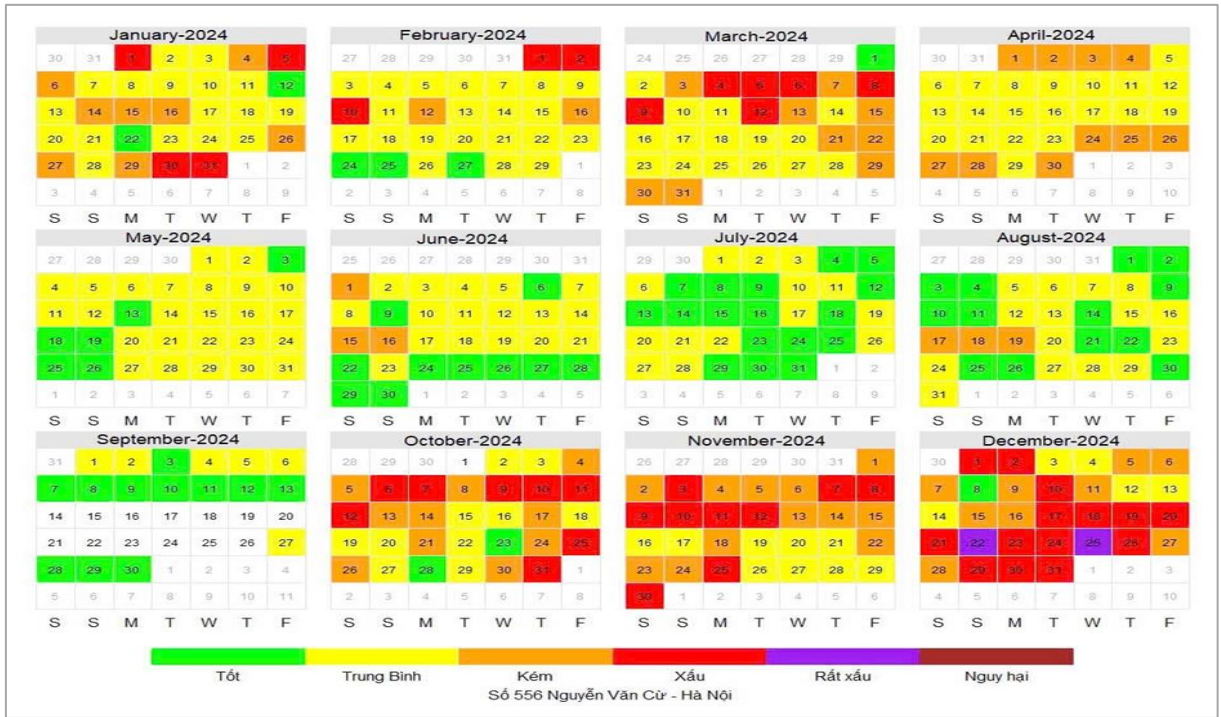 January-2024 February-2024 March-2024 April-2024
30 31 1 2 3 4 5 27 28 29 30 31 1 2 24 25 26 27 28 29 1 30 31 1 2 3 4 5
6 7 8 9 10 11 12 3 4 5 6 7 8 9 2 3 4 5 6 7 8 6 7 8 9 10 11 12
13 14 15 16 17 18 19 10 11 12 13 14 15 16 9 10 11 12 13 14 15 13 14 15 16 17 18 19
20 21 22 23 24 25 26 17 18 19 20 21 22 23 16 17 18 19 20 21 22 20 21 22 23 24 25 26
27 28 29 30 31 1 2 24 25 26 27 28 29 1 23 24 25 26 27 28 29 27 28 29 30 1 2 3
3 4 5 6 7 8 9 2 3 4 5 6 7 8 30 31 1 2 3 4 5 4 5 6 7 8 9 10
S S M T W T F S S M T W T F S S M T W T F S S M T W T F
May-2024 June-2024 July-2024 August-2024
27 28 29 30 1 2 3 25 26 27 28 29 30 31 29 30 1 2 3 4 5 27 28 29 30 31 1 2
4 5 6 7 8 9 10 1 2 3 4 5 6 7 6 7 8 9 10 11 12 3 4 5 6 7 8 9
11 12 13 14 15 16 17 8 9 10 11 12 13 14 13 14 15 16 17 18 19 10 11 12 13 14 15 16
18 19 20 21 22 23 24 15 16 17 18 19 20 21 20 21 22 23 24 25 26 17 18 19 20 21 22 23
25 26 27 28 29 30 31 22 23 24 25 26 27 28 27 28 29 30 31 1 2 24 25 26 27 28 29 30
1 2 3 4 5 6 7 29 30 1 2 3 4 5 3 4 5 6 7 8 9 31 1 2 3 4 5 6
S S M T W T F S S M T W T F S S M T W T F S S M T W T F
September-2024 October-2024 November-2024 December-2024
31 1 2 3 4 5 6 28 29 30 1 2 3 4 26 27 28 29 30 31 1 30 1 2 3 4 5 6
7 8 9 10 11 12 13 5 6 7 8 9 10 11 2 3 4 5 6 7 8 7 8 9 10 11 12 13
14 15 16 17 18 19 20 12 13 14 15 16 17 18 9 10 11 12 13 14 15 14 15 16 17 18 19 20
21 22 23 24 25 26 27 19 20 21 22 23 24 25 16 17 18 19 20 21 22 21 22 23 24 25 26 27
28 29 30 1 2 3 4 26 27 28 29 30 31 1 23 24 25 26 27 28 29 28 29 30 31 1 2 3
5 6 7 8 9 10 11 2 3 4 5 6 7 8 30 1 2 3 4 5 6 4 5 6 7 8 9 10
S S M T W T F S S M T W T F S S M T W T F S S M T W T F
Tốt Trung Bình Kém Xấu Rất xấu Nguy hại
Số 556 Nguyễn Văn Cừ - Hà Nội